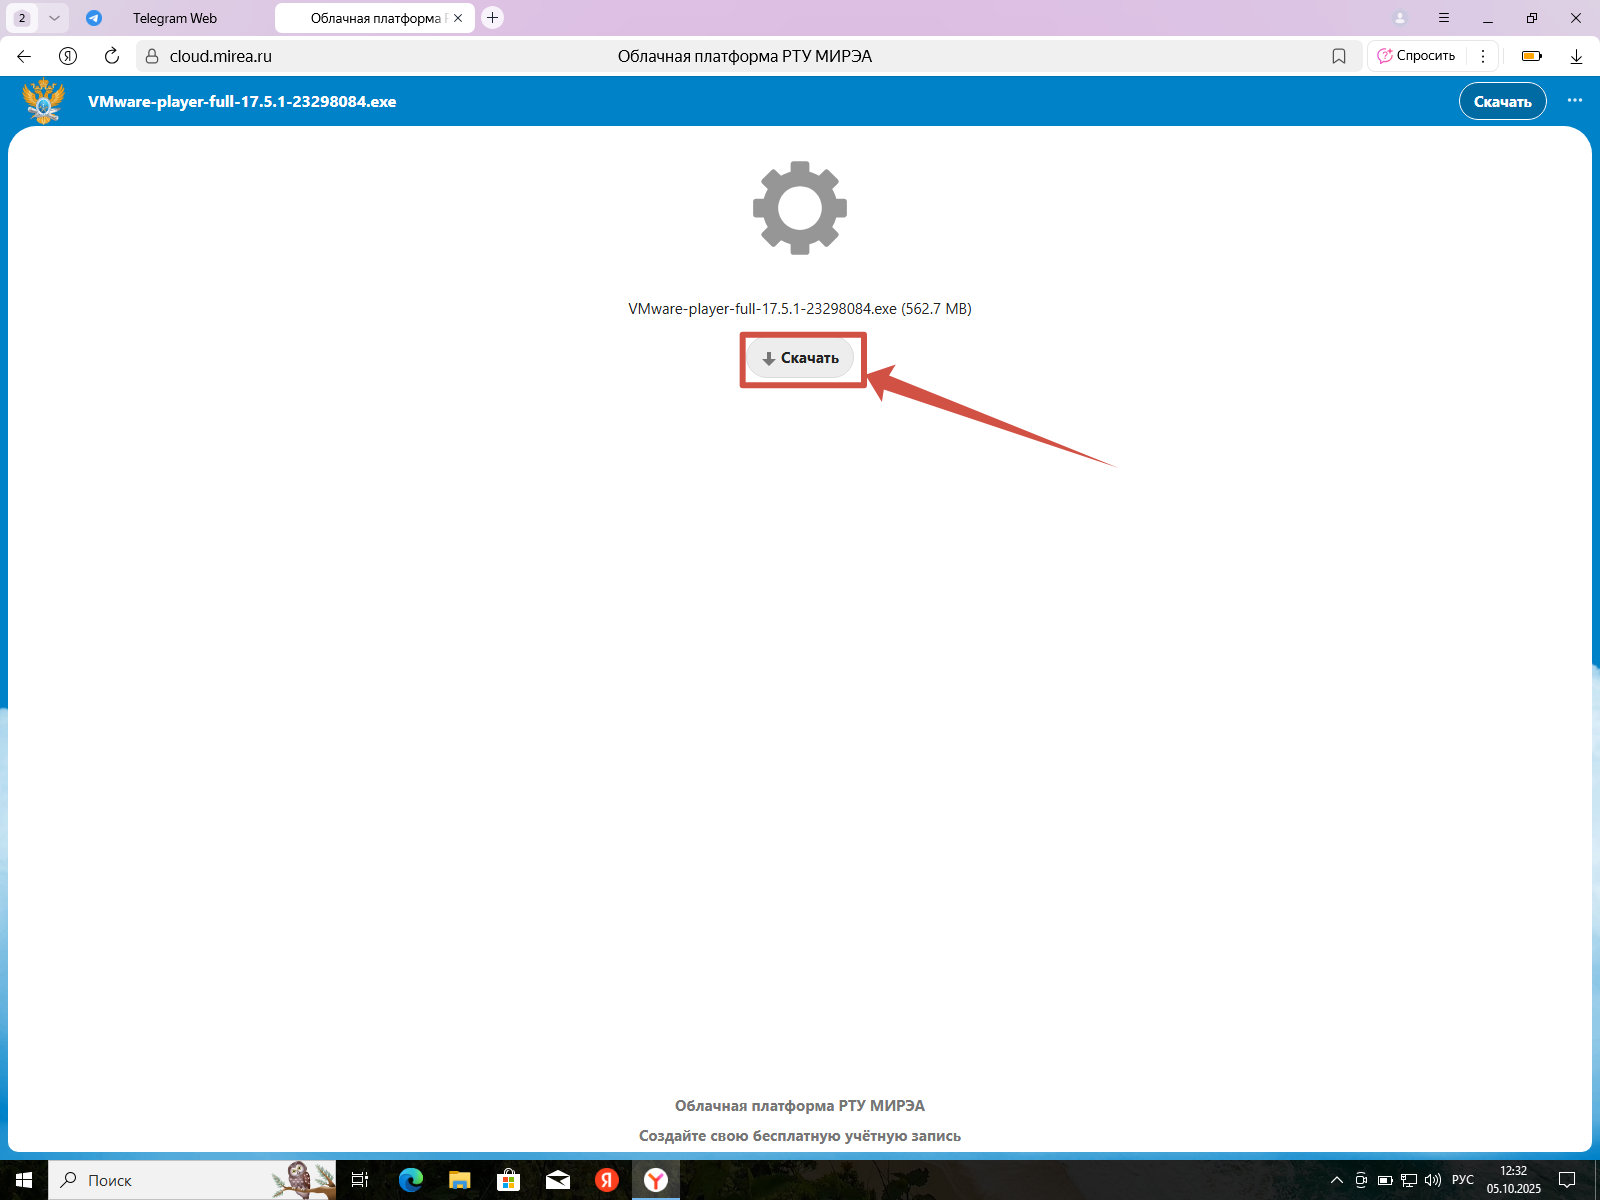 2
Telegram Web
Облачная платформа
cloud.mirea.ru
Облачная платформа РТУ МИРЭА
Спросить
VMware-player-full-17.5.1-23298084.exe
Скачать
VMware-player-full-17.5.1-23298084.exe (562.7 MB)
Скачать
Облачная платформа РТУ МИРЭА
Создайте свою бесплатную учётную запись
Поиск
РУС
12:32
05.10.2025